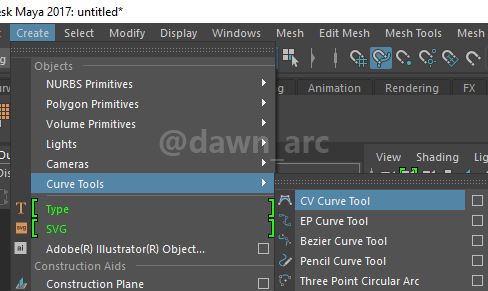 esk Maya 2017: untitled*
Create Select Modify Display Windows Mesh Edit Mesh Mesh Tools Mesh
Animation Rendering FX
Objects
NURBS Primitives
Polygon Primitives
Volume Primitives
Lights
@dawn_arc
View Shading Lighting
Cameras
Curve Tools
CV Curve Tool
Type
EP Curve Tool
SVG
Bezier Curve Tool
Adobe(R) Illustrator(R) Object...
Pencil Curve Tool
Construction Aids
Construction Plane
Three Point Circular Arc